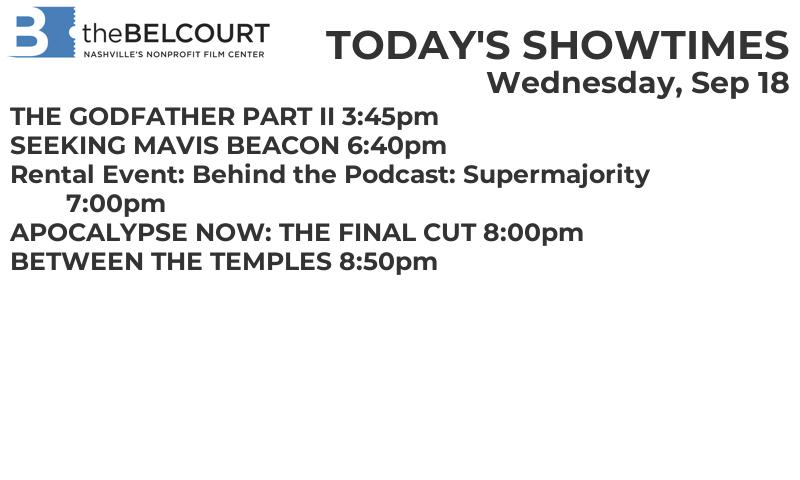 B theBELCOURT
NASHVILLE'S NONPROFIT FILM CENTER
TODAY'S SHOWTIMES
Wednesday, Sep 18
THE GODFATHER PART II 3:45pm
SEEKING MAVIS BEACON 6:40pm
Rental Event: Behind the Podcast: Supermajority
7:00pm
APOCALYPSE NOW: THE FINAL CUT 8:00pm
BETWEEN THE TEMPLES 8:50pm